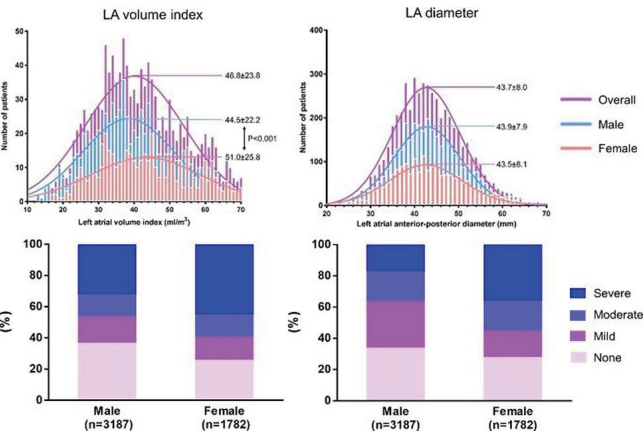 LA volume index
LA diameter
Number of patients
50
40
30
20
10
0
46.8±23.8
44.5±22.2
P<0.001
51.0±25.8
10 20 30 40 50 60 70
Left atrial volume index (ml/m³)
Number of patients
400
300
200
100
0
43.7±8.0
43.9±7.9
43.5±8.1
20 30 40 50 60 70
Left atrial anterior-posterior diameter (mm)
Overall
Male
Female
(%)
100
80
60
40
20
0
Male
(n=3187)
Female
(n=1782)
(%)
100
80
60
40
20
0
Male
(n=3187)
Female
(n=1782)
Severe
Moderate
Mild
None